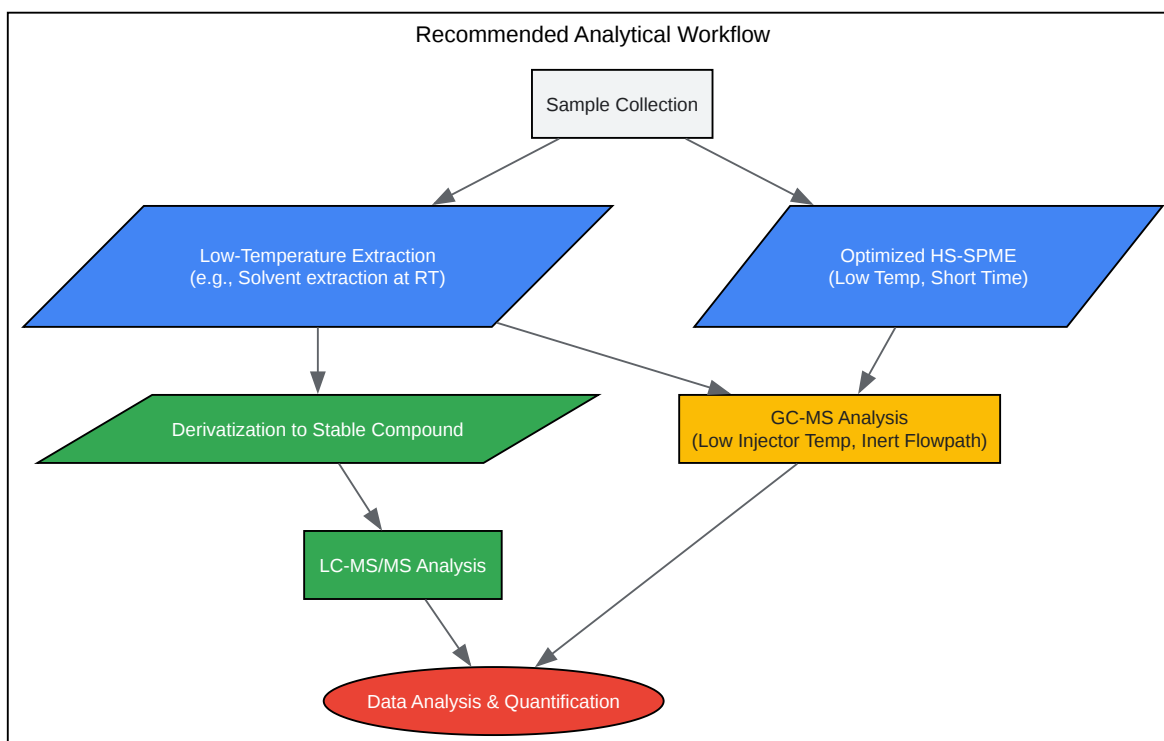 Recommended Analytical Workflow
Sample Collection
Low-Temperature Extraction
(e.g., Solvent extraction at RT)
Optimized HS-SPME
(Low Temp, Short Time)
Derivatization to Stable Compound
GC-MS Analysis
(Low Injector Temp, Inert Flowpath)
LC-MS/MS Analysis
Data Analysis & Quantification